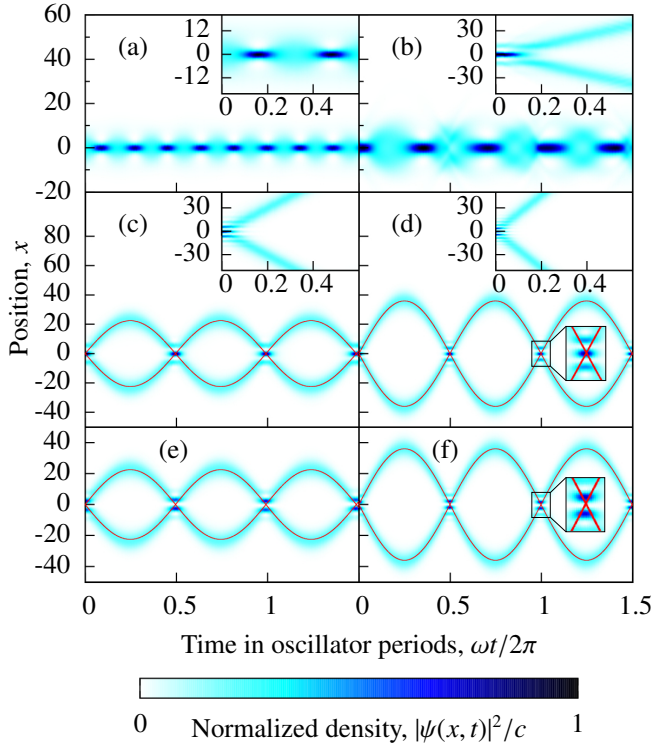 60
40
20
0
-20
(a)
12
0
-12
0 0.2 0.4
(b)
30
0
-30
0 0.2 0.4
Position, x
80
60
40
20
0
-20
-40
(c)
30
0
-30
0 0.2 0.4
(d)
30
0
-30
0 0.2 0.4
40
20
0
-20
-40
(e)
(f)
0 0.5 1 0 0.5 1 1.5
Time in oscillator periods, ωt/2π
0 Normalized density, |ψ(x, t)|²/c 1